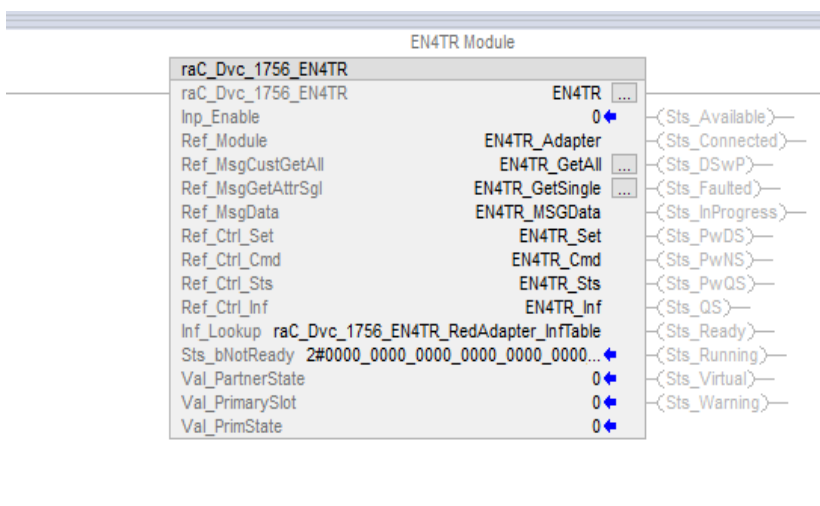 EN4TR Module
raC_Dvc_1756_EN4TR
raC_Dvc_1756_EN4TR EN4TR ...
Inp_Enable 0 (Sts_Available)
Ref_Module EN4TR_Adapter (Sts_Connected)
Ref_MsgCustGetAll EN4TR_GetAll ... (Sts_DSwP)
Ref_MsgGetAttrSgl EN4TR_GetSingle ... (Sts_Faulted)
Ref_MsgData EN4TR_MSGData (Sts_InProgress)
Ref_Ctrl_Set EN4TR_Set (Sts_PwDS)
Ref_Ctrl_Cmd EN4TR_Cmd (Sts_PwNS)
Ref_Ctrl_Sts EN4TR_Sts (Sts_PwQS)
Ref_Ctrl_Inf EN4TR_Inf (Sts_QS)
Inf_Lookup raC_Dvc_1756_EN4TR_RedAdapter_InfTable (Sts_Ready)
Sts_bNotReady 2#0000_0000_0000_0000_0000_0000... (Sts_Running)
Val_PartnerState 0 (Sts_Virtual)
Val_PrimarySlot 0 (Sts_Warning)
Val_PrimState 0